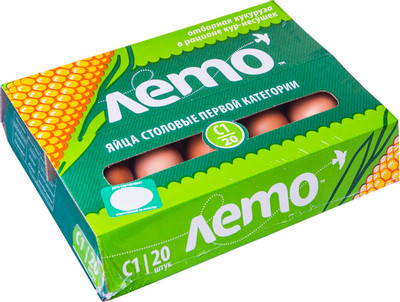 отборная кукуруза
в рационе кур-несушек
лето
ЯЙЦА СТОЛОВЫЕ ПЕРВОЙ КАТЕГОРИИ
С1
20
лето
С1 | 20
ШТУК